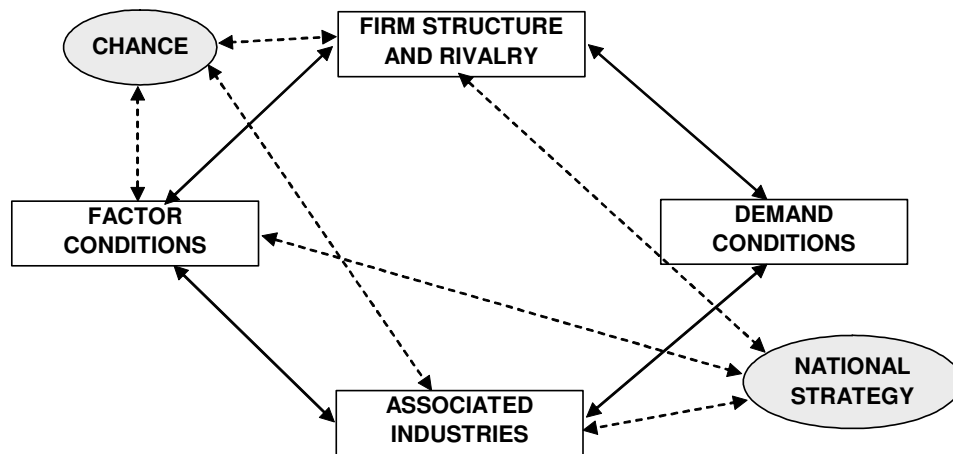 CHANCE
FIRM STRUCTURE
AND RIVALRY
FACTOR
CONDITIONS
DEMAND
CONDITIONS
NATIONAL
STRATEGY
ASSOCIATED
INDUSTRIES